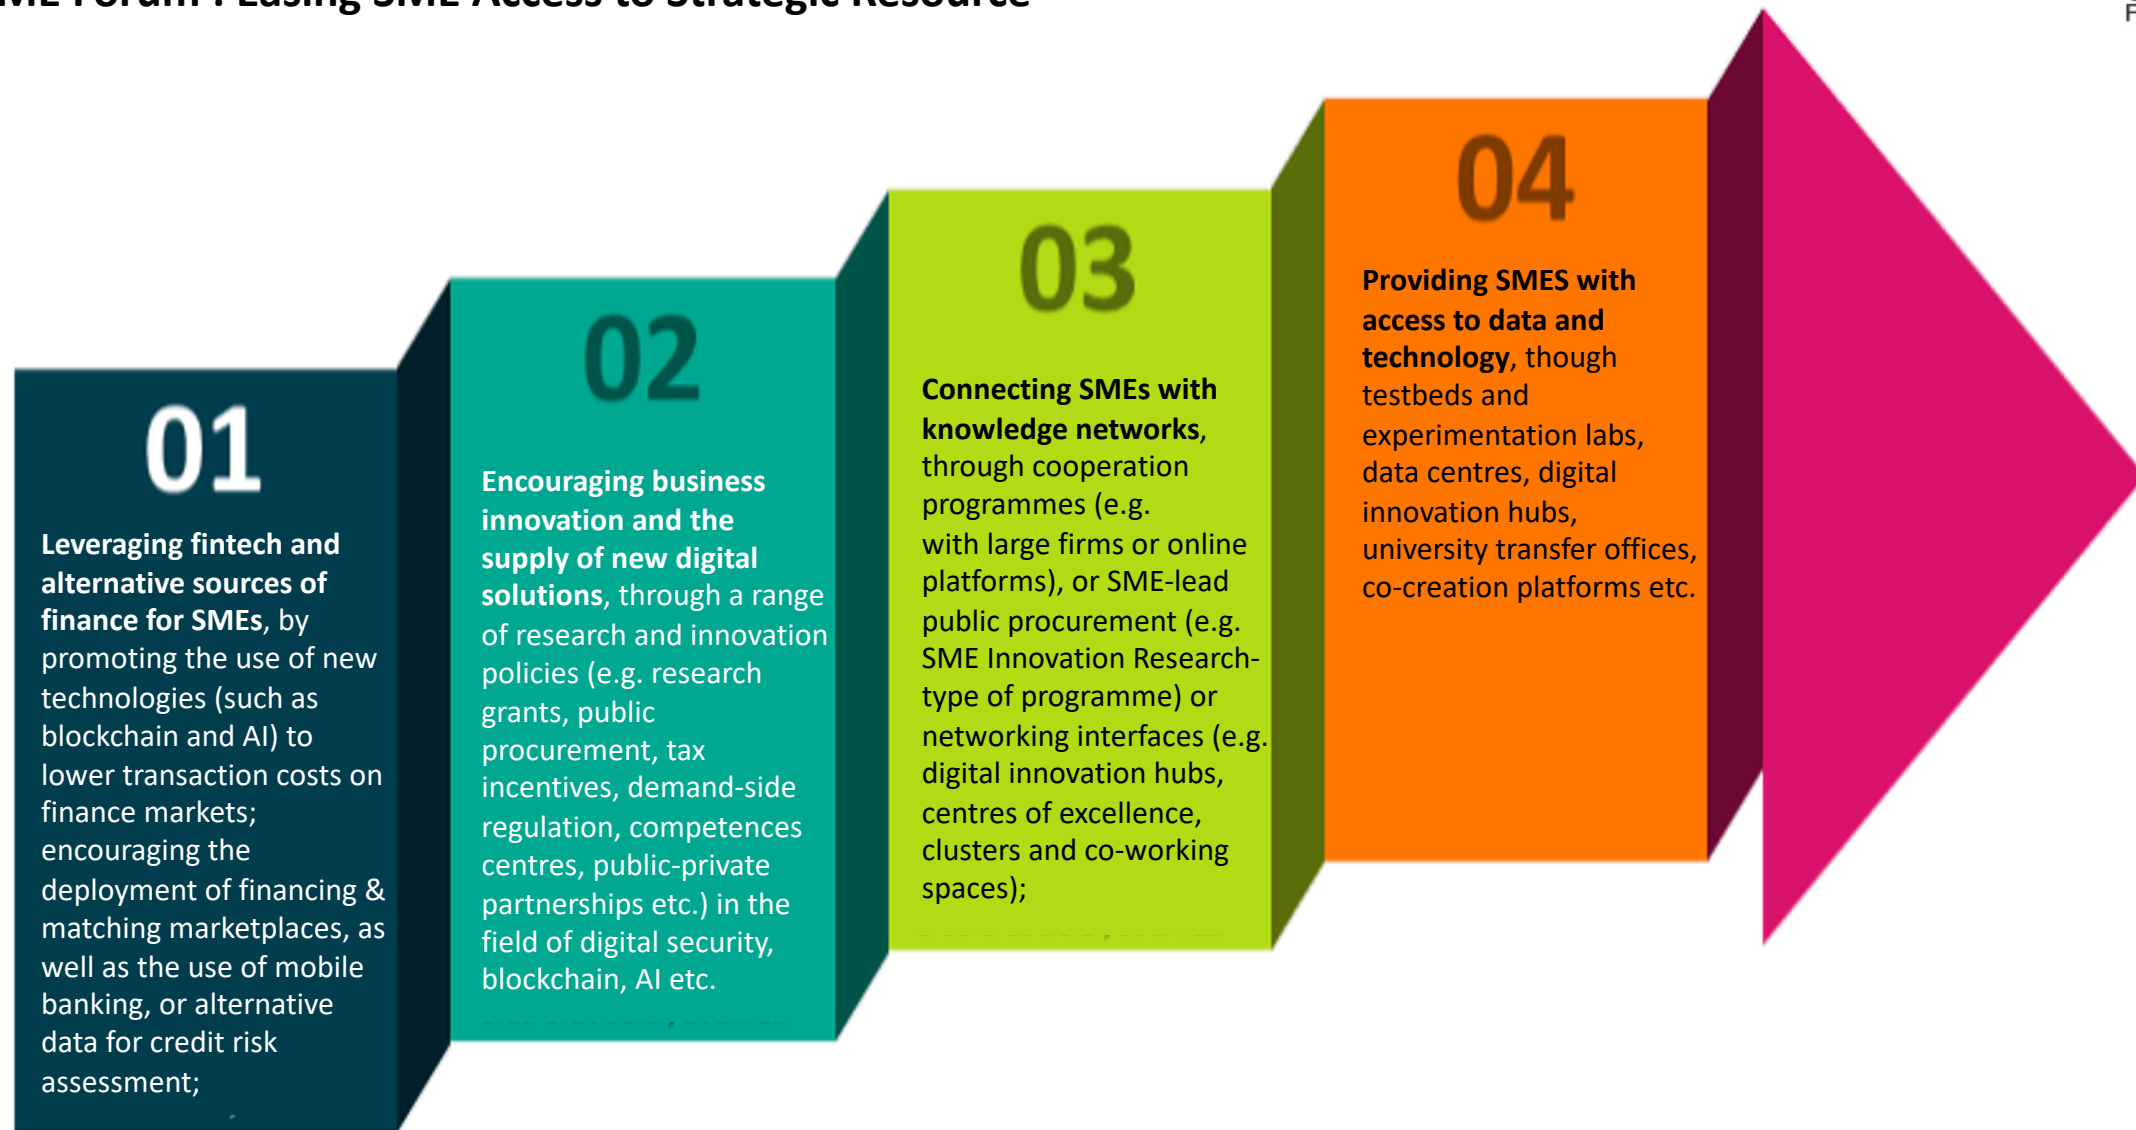 ME Forum : Easing SME Access to Strategic Resource
F
01
Leveraging fintech and
alternative sources of
finance for SMEs, by
promoting the use of new
technologies (such as
blockchain and AI) to
lower transaction costs on
finance markets;
encouraging the
deployment of financing &
matching marketplaces, as
well as the use of mobile
banking, or alternative
data for credit risk
assessment;
02
Encouraging business
innovation and the
supply of new digital
solutions, through a range
of research and innovation
policies (e.g. research
grants, public
procurement, tax
incentives, demand-side
regulation, competences
centres, public-private
partnerships etc.) in the
field of digital security,
blockchain, AI etc.
03
Connecting SMEs with
knowledge networks,
through cooperation
programmes (e.g.
with large firms or online
platforms), or SME-lead
public procurement (e.g.
SME Innovation Research-
type of programme) or
networking interfaces (e.g.
digital innovation hubs,
centres of excellence,
clusters and co-working
spaces);
04
Providing SMES with
access to data and
technology, though
testbeds and
experimentation labs,
data centres, digital
innovation hubs,
university transfer offices,
co-creation platforms etc.